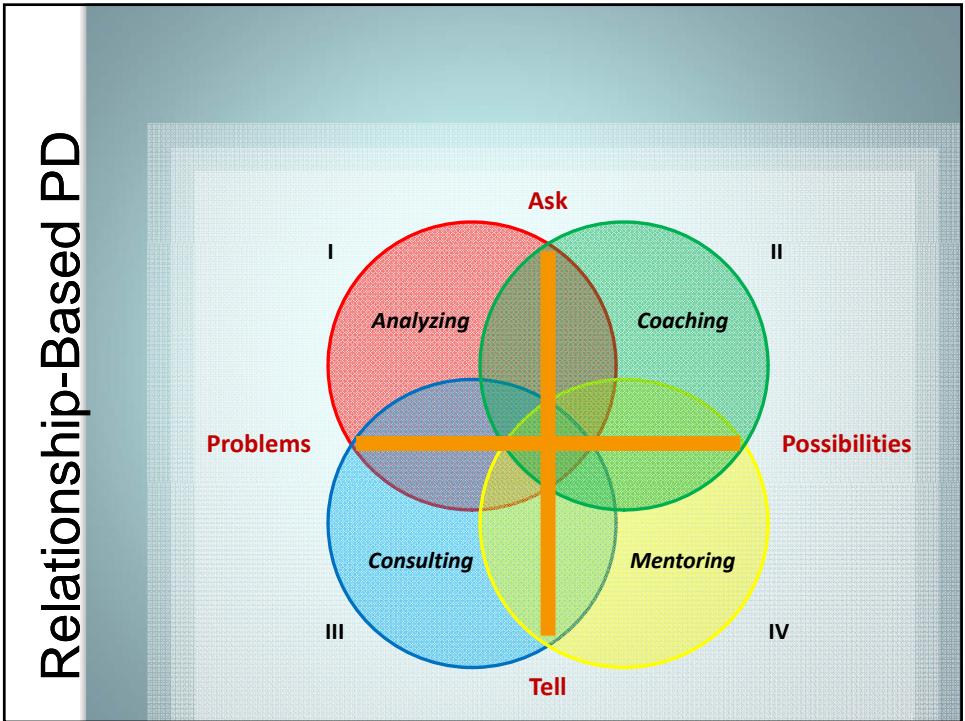 Relationship-Based PD
Ask
I
II
Analyzing
Coaching
Problems
Possibilities
Consulting
Mentoring
III
IV
Tell